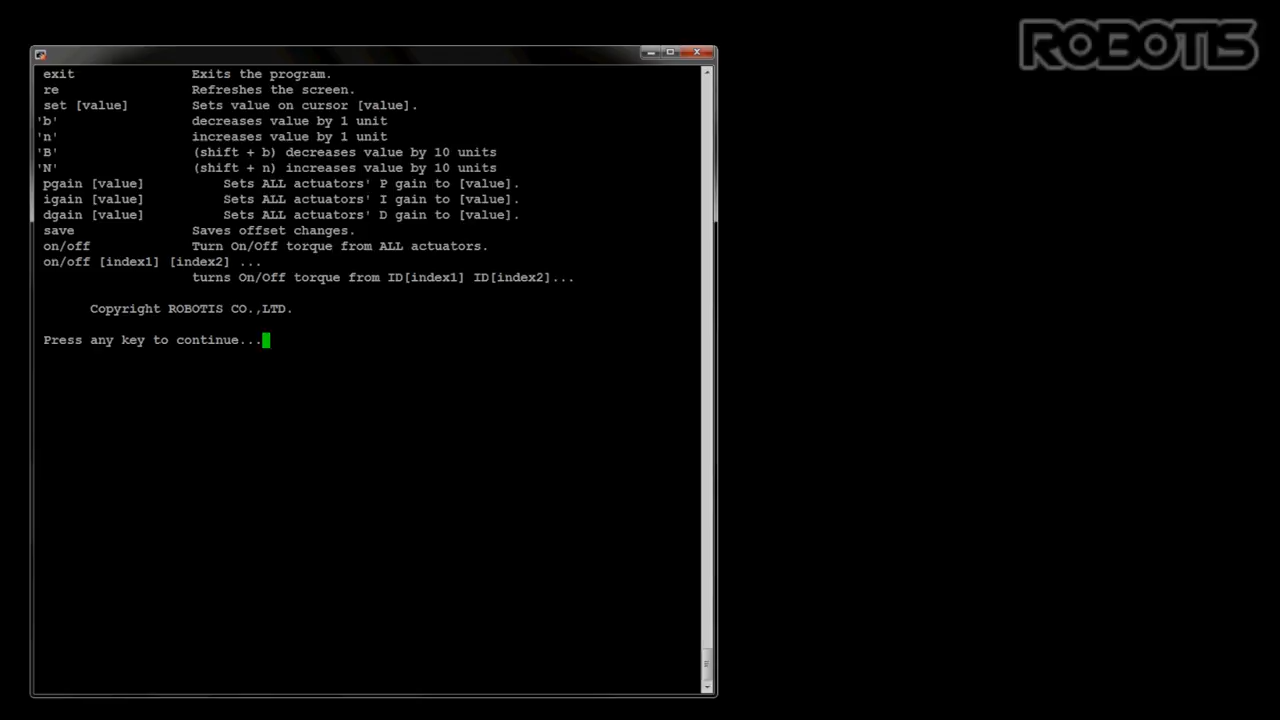 ROBOTIS
exit Exits the program.
re Refreshes the screen.
set [value] Sets value on cursor [value].
'b' decreases value by 1 unit
'n' increases value by 1 unit
'B' (shift + b) decreases value by 10 units
'N' (shift + n) increases value by 10 units
pgain [value] Sets ALL actuators' P gain to [value].
igain [value] Sets ALL actuators' I gain to [value].
dgain [value] Sets ALL actuators' D gain to [value].
save Saves offset changes.
on/off Turn On/Off torque from ALL actuators.
on/off [index1] [index2] ...
turns On/Off torque from ID[index1] ID[index2]...
Copyright ROBOTIS CO.,LTD.
Press any key to continue...